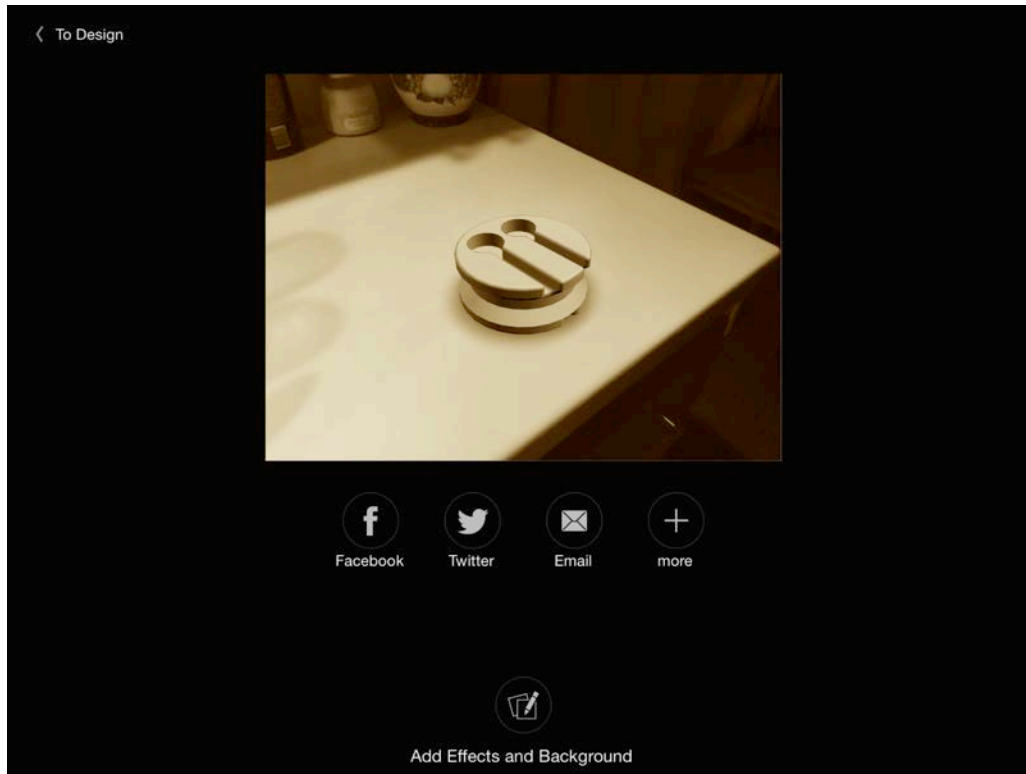 To Design
Facebook
Twitter
Email
more
Add Effects and Background